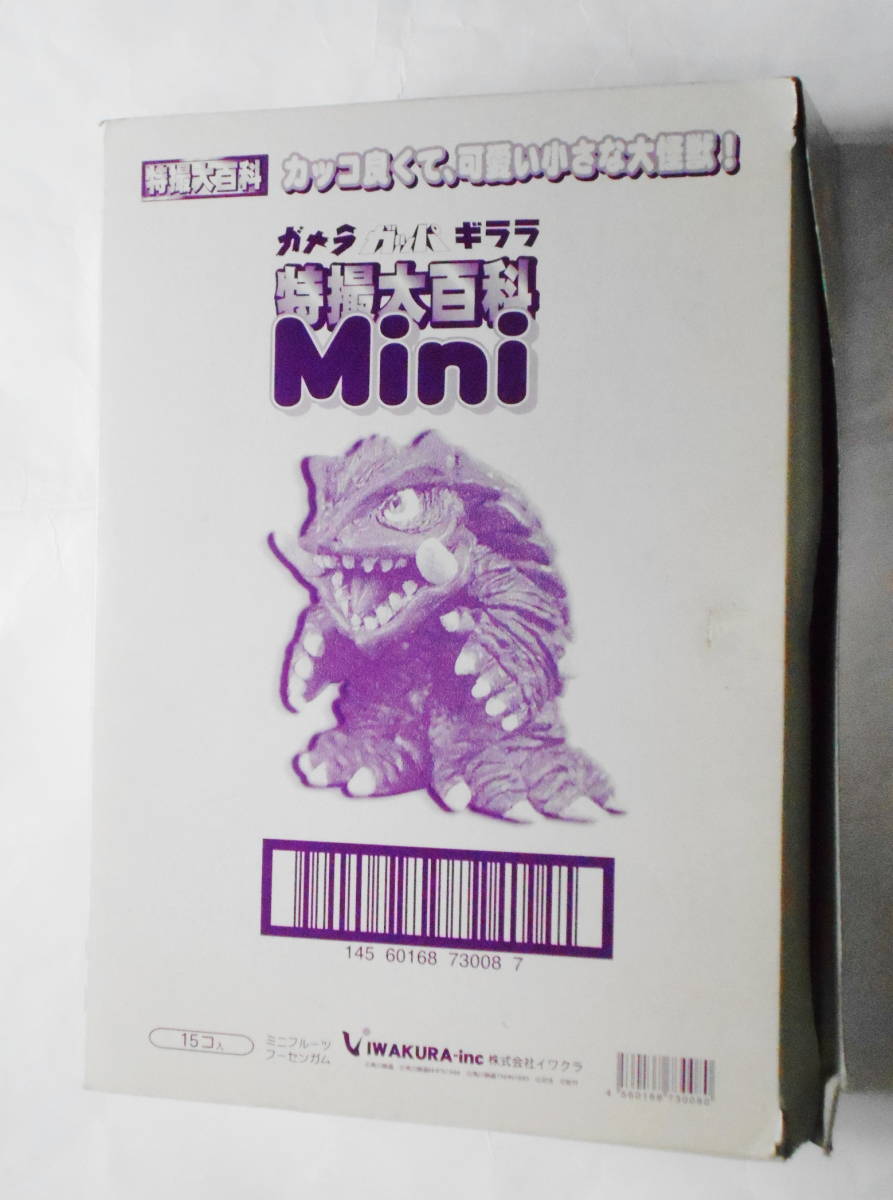 特撮大百科
カッコ良くて、可愛い小さな大怪獣！
ガメラ ガッパ ギララ
特撮大百科
Mini
145 60168 73008 7
15コ入
ミニフルーツ
フーセンガム
IWAKURA-inc 株式会社イワクラ
4 560168 730080